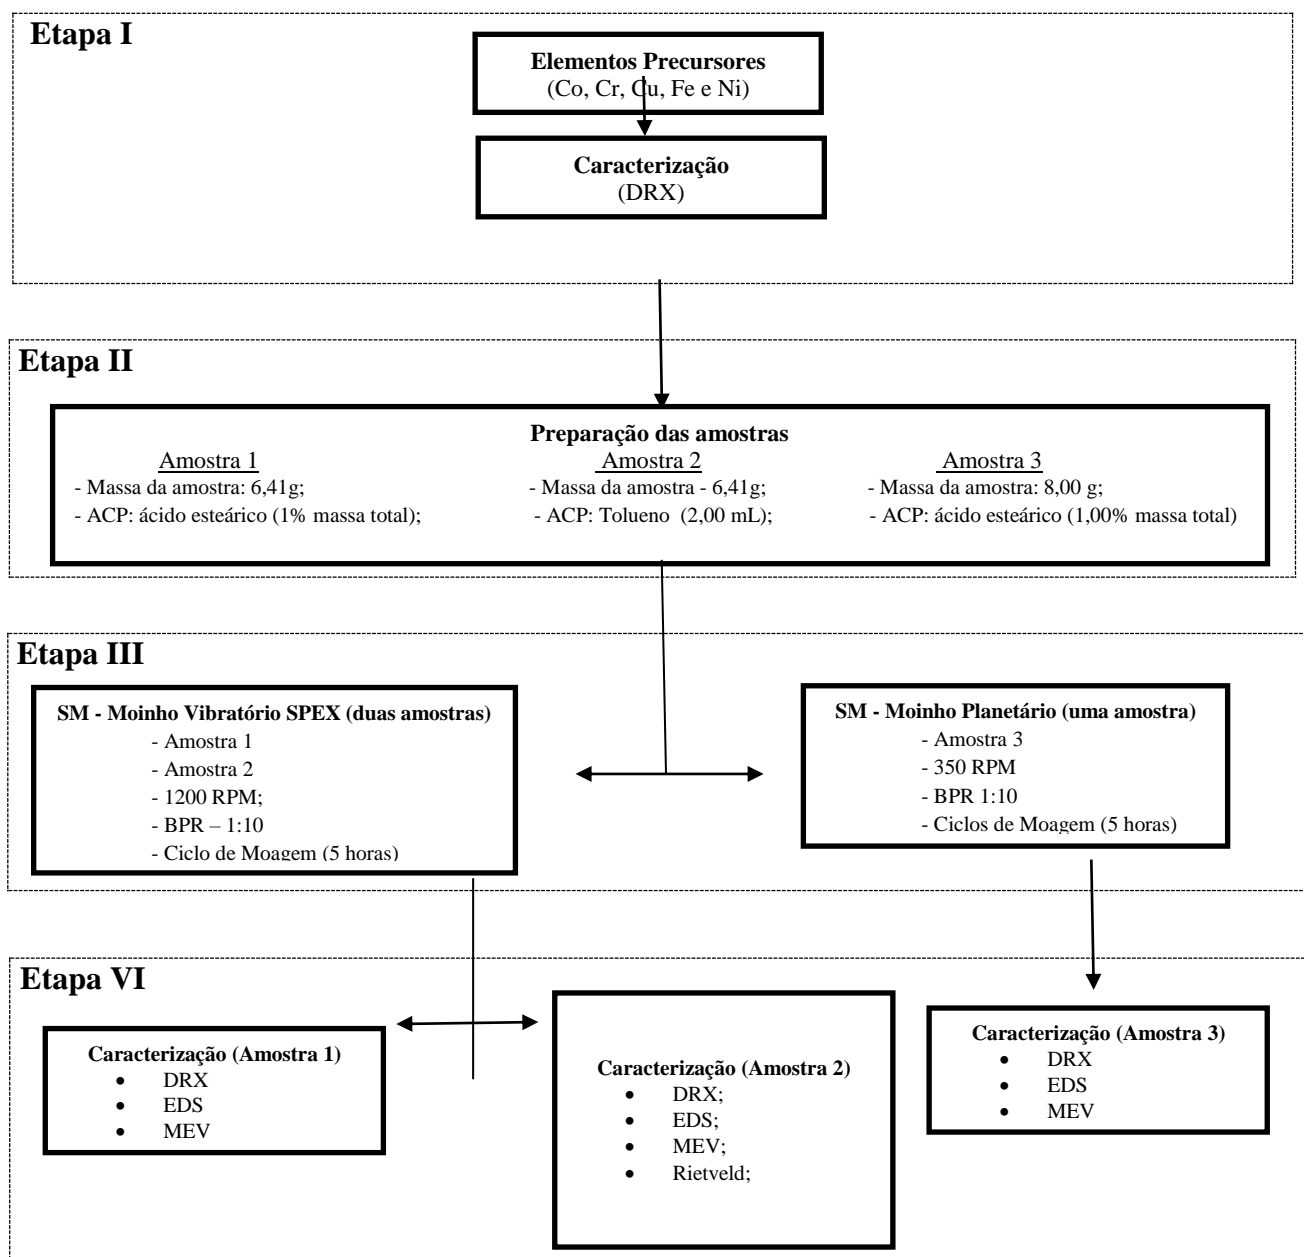 Etapa I
Elementos Precursores
(Co, Cr, Cu, Fe e Ni)
Caracterização
(DRX)
Etapa II
Preparação das amostras
Amostra 1
- Massa da amostra: 6,41g;
- ACP: ácido esteárico (1% massa total);
Amostra 2
- Massa da amostra - 6,41g;
- ACP: Tolueno (2,00 mL);
Amostra 3
- Massa da amostra: 8,00 g;
- ACP: ácido esteárico (1,00% massa total)
Etapa III
SM - Moinho Vibratório SPEX (duas amostras)
- Amostra 1
- Amostra 2
- 1200 RPM;
- BPR – 1:10
- Ciclo de Moagem (5 horas)
SM - Moinho Planetário (uma amostra)
- Amostra 3
- 350 RPM
- BPR 1:10
- Ciclos de Moagem (5 horas)
Etapa VI
Caracterização (Amostra 1)
• DRX
• EDS
• MEV
Caracterização (Amostra 2)
• DRX;
• EDS;
• MEV;
• Rietveld;
Caracterização (Amostra 3)
• DRX
• EDS
• MEV